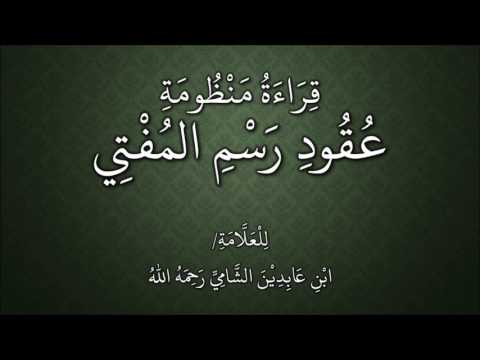 قِرَاءَةُ مَنْظُومَةِ
عُقُودِ رَسْمِ المُفْتِي
لِلْعَلَّامَةِ/
ابْنِ عَابِدِيْنَ الشَّامِيِّ رَحِمَهُ اللهُ